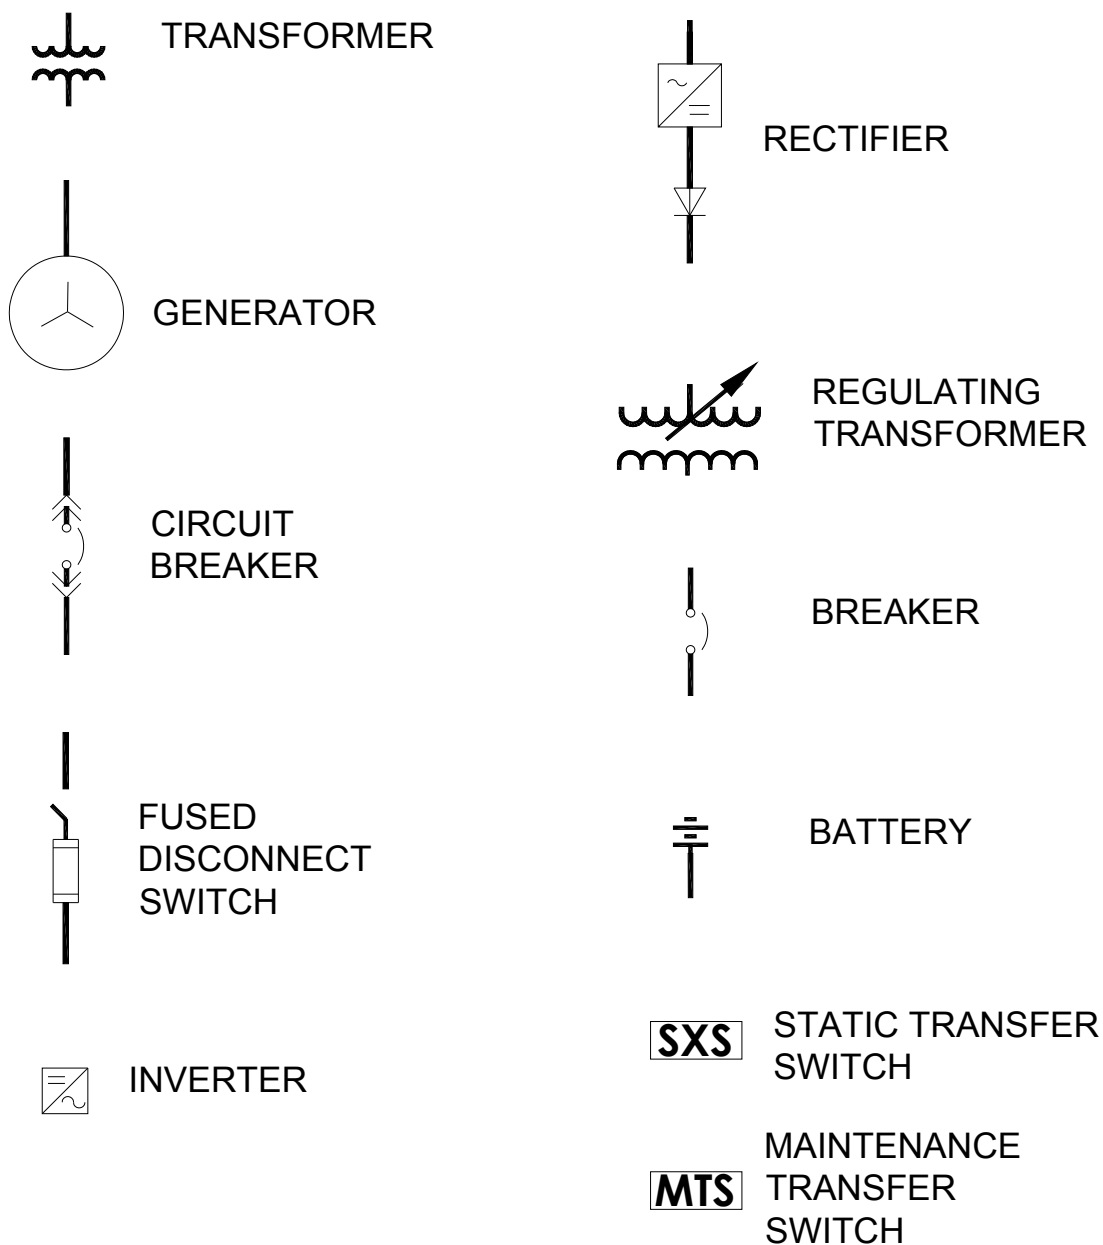 TRANSFORMER
GENERATOR
CIRCUIT
BREAKER
FUSED
DISCONNECT
SWITCH
INVERTER
RECTIFIER
REGULATING
TRANSFORMER
BREAKER
BATTERY
SXS
STATIC TRANSFER
SWITCH
MTS
MAINTENANCE
TRANSFER
SWITCH